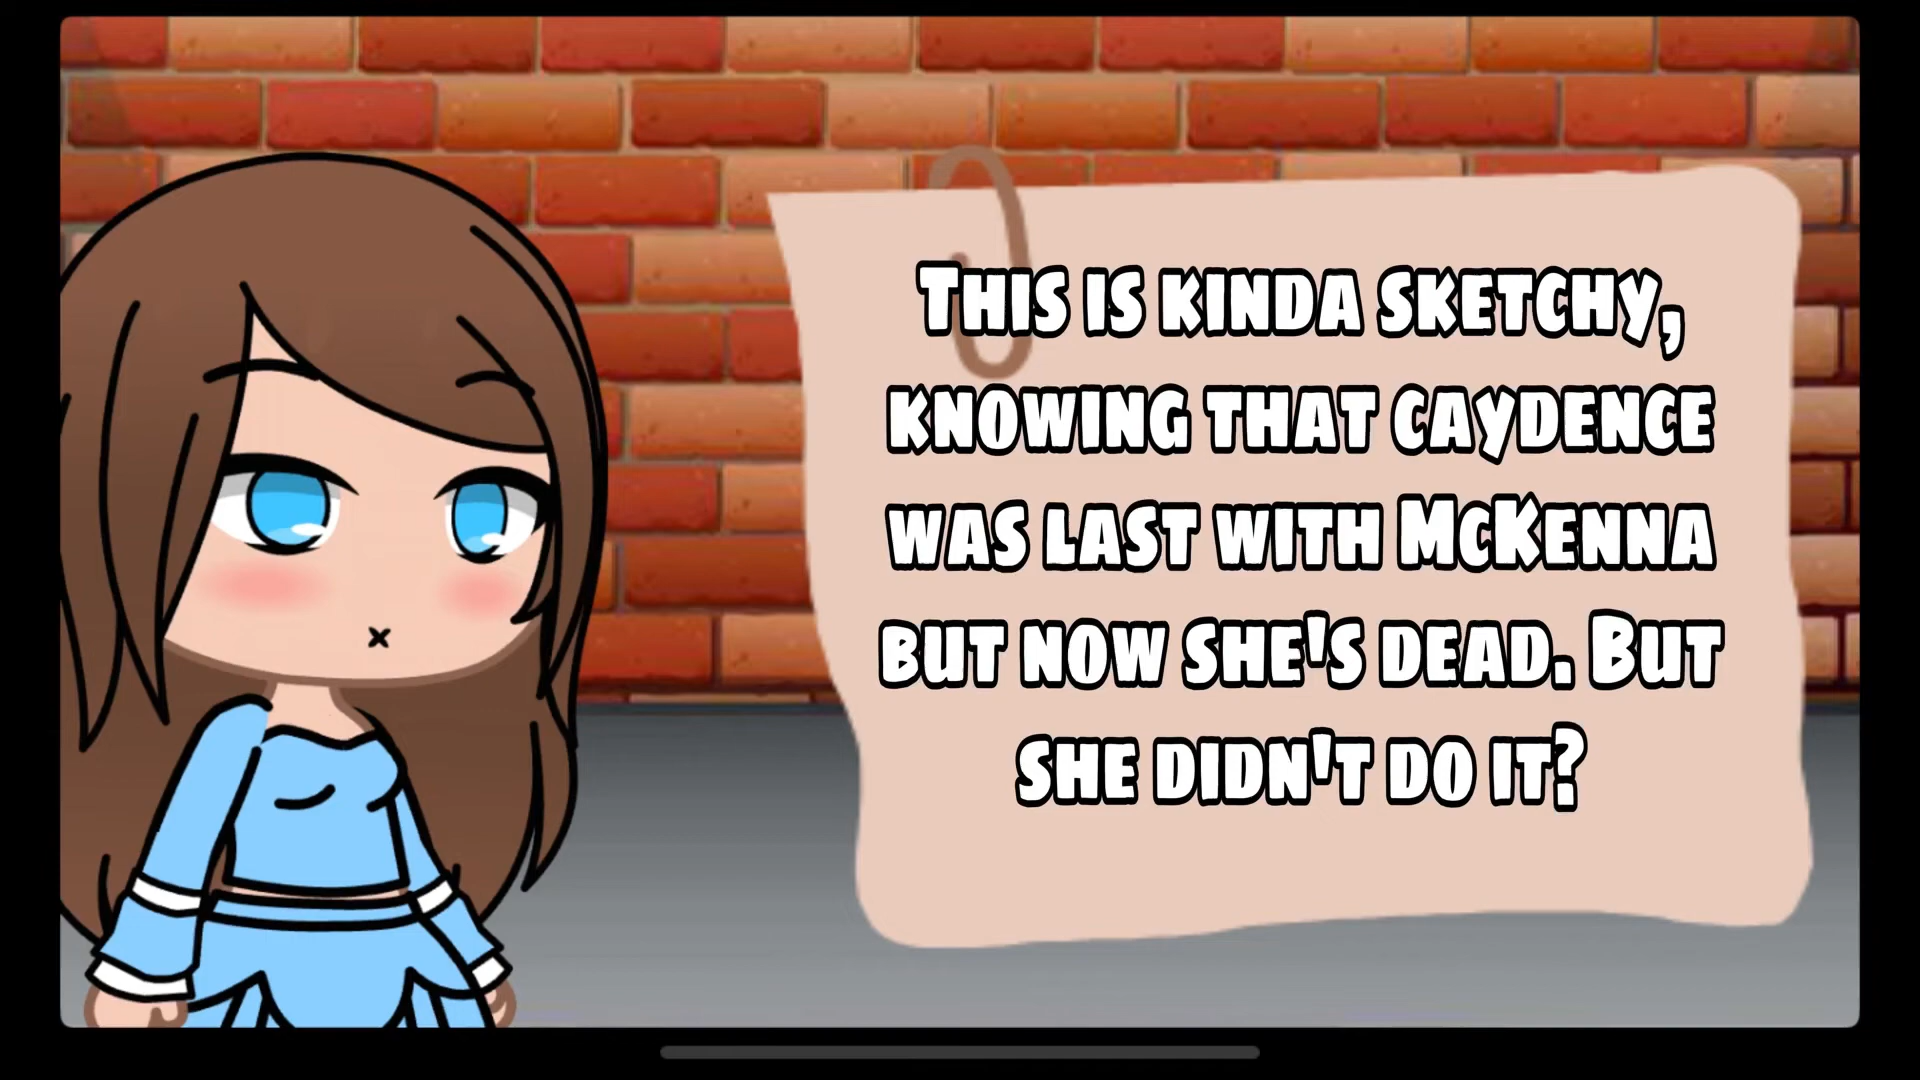 This is kinda sketchy,
knowing that caydence
was last with McKenna
but now she's dead. But
she didn't do it?